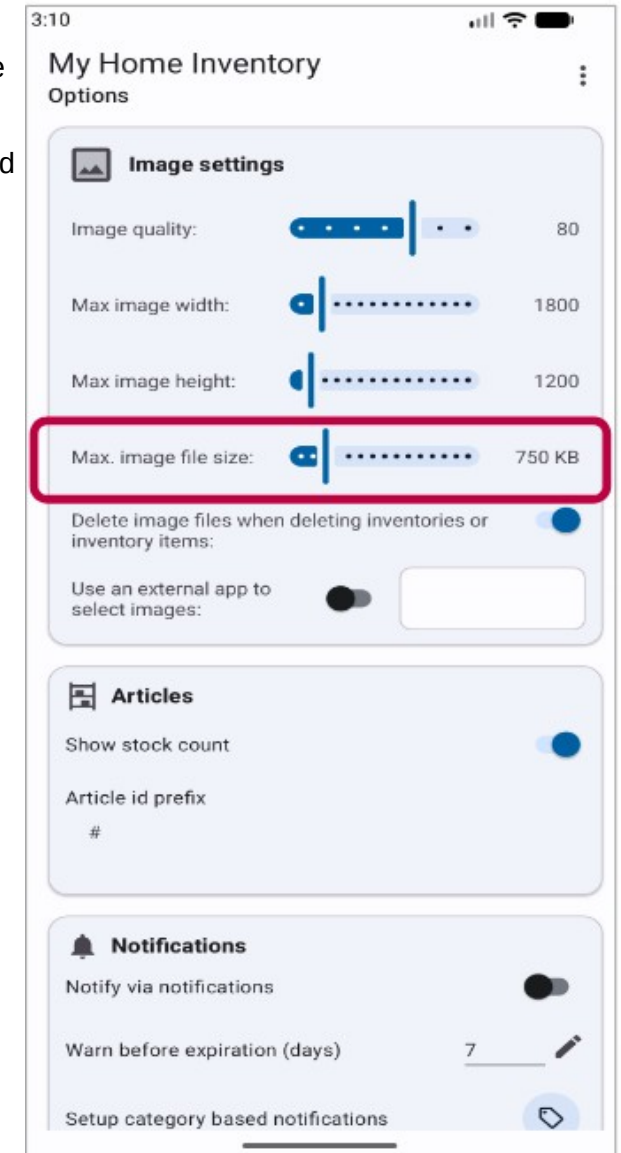 3:10
e
My Home Inventory
Options
d
Image settings
Image quality: 80
Max image width: 1800
Max image height: 1200
Max. image file size: 750 KB
Delete image files when deleting inventories or
inventory items:
Use an external app to
select images:
Articles
Show stock count
Article id prefix
#
Notifications
Notify via notifications
Warn before expiration (days) 7
Setup category based notifications